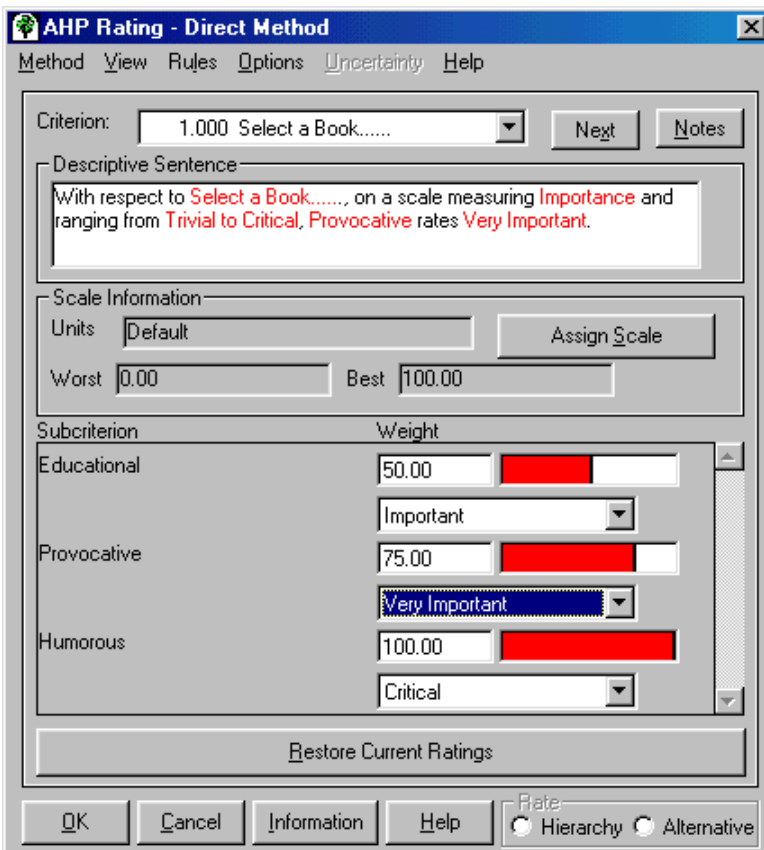 AHP Rating - Direct Method
Method View Rules Options Uncertainty Help
Criterion: 1.000 Select a Book...... Next Notes
Descriptive Sentence
With respect to Select a Book......, on a scale measuring Importance and
ranging from Trivial to Critical, Provocative rates Very Important.
Scale Information
Units Default Assign Scale
Worst 0.00 Best 100.00
Subcriterion Weight
Educational 50.00
Important
Provocative 75.00
Very Important
Humorous 100.00
Critical
Restore Current Ratings
Rate
OK Cancel Information Help Hierarchy Alternative